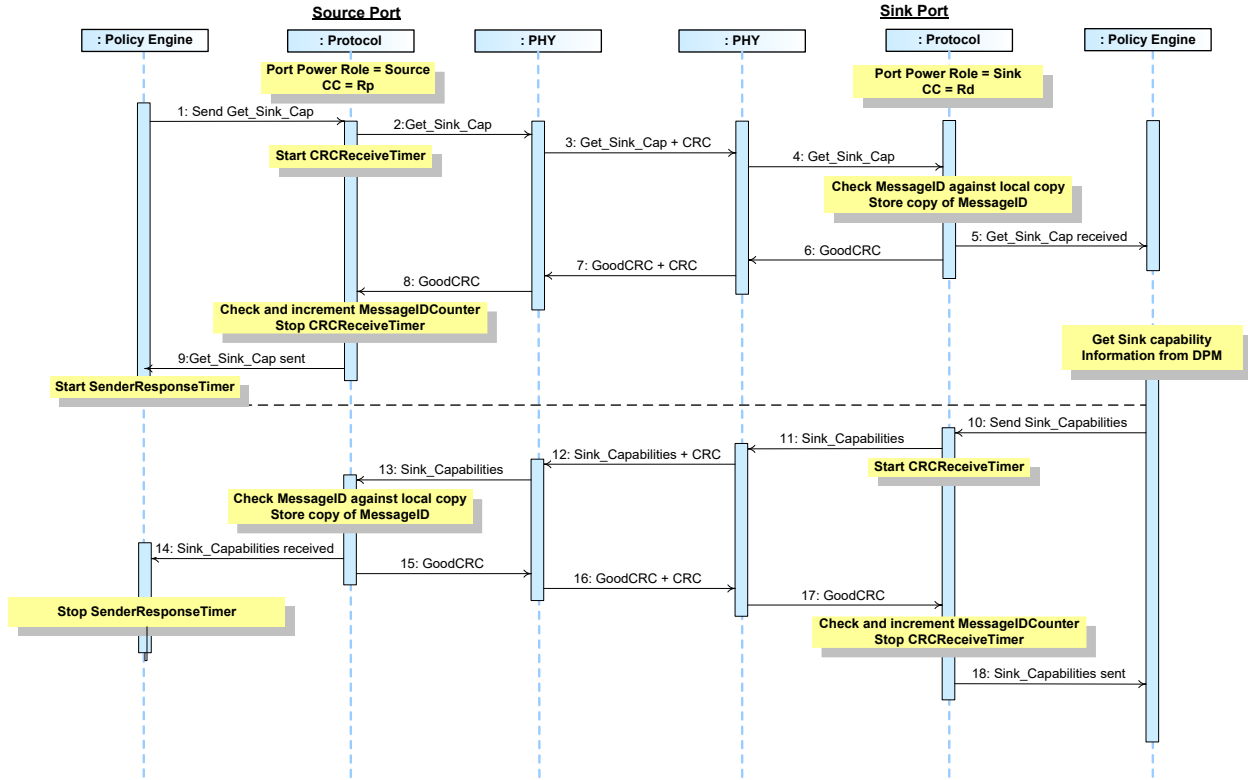 Source Port
Sink Port
: Policy Engine
: Protocol
: PHY
: PHY
: Protocol
: Policy Engine
Port Power Role = Source
CC = Rp
Port Power Role = Sink
CC = Rd
1: Send Get_Sink_Cap
2:Get_Sink_Cap
Start CRCReceiveTimer
3: Get_Sink_Cap + CRC
4: Get_Sink_Cap
Check MessageID against local copy
Store copy of MessageID
5: Get_Sink_Cap received
6: GoodCRC
7: GoodCRC + CRC
8: GoodCRC
Check and increment MessageIDCounter
Stop CRCReceiveTimer
9:Get_Sink_Cap sent
Start SenderResponseTimer
Get Sink capability
Information from DPM
10: Send Sink_Capabilities
11: Sink_Capabilities
Start CRCReceiveTimer
12: Sink_Capabilities + CRC
13: Sink_Capabilities
Check MessageID against local copy
Store copy of MessageID
14: Sink_Capabilities received
15: GoodCRC
16: GoodCRC + CRC
17: GoodCRC
Stop SenderResponseTimer
Check and increment MessageIDCounter
Stop CRCReceiveTimer
18: Sink_Capabilities sent